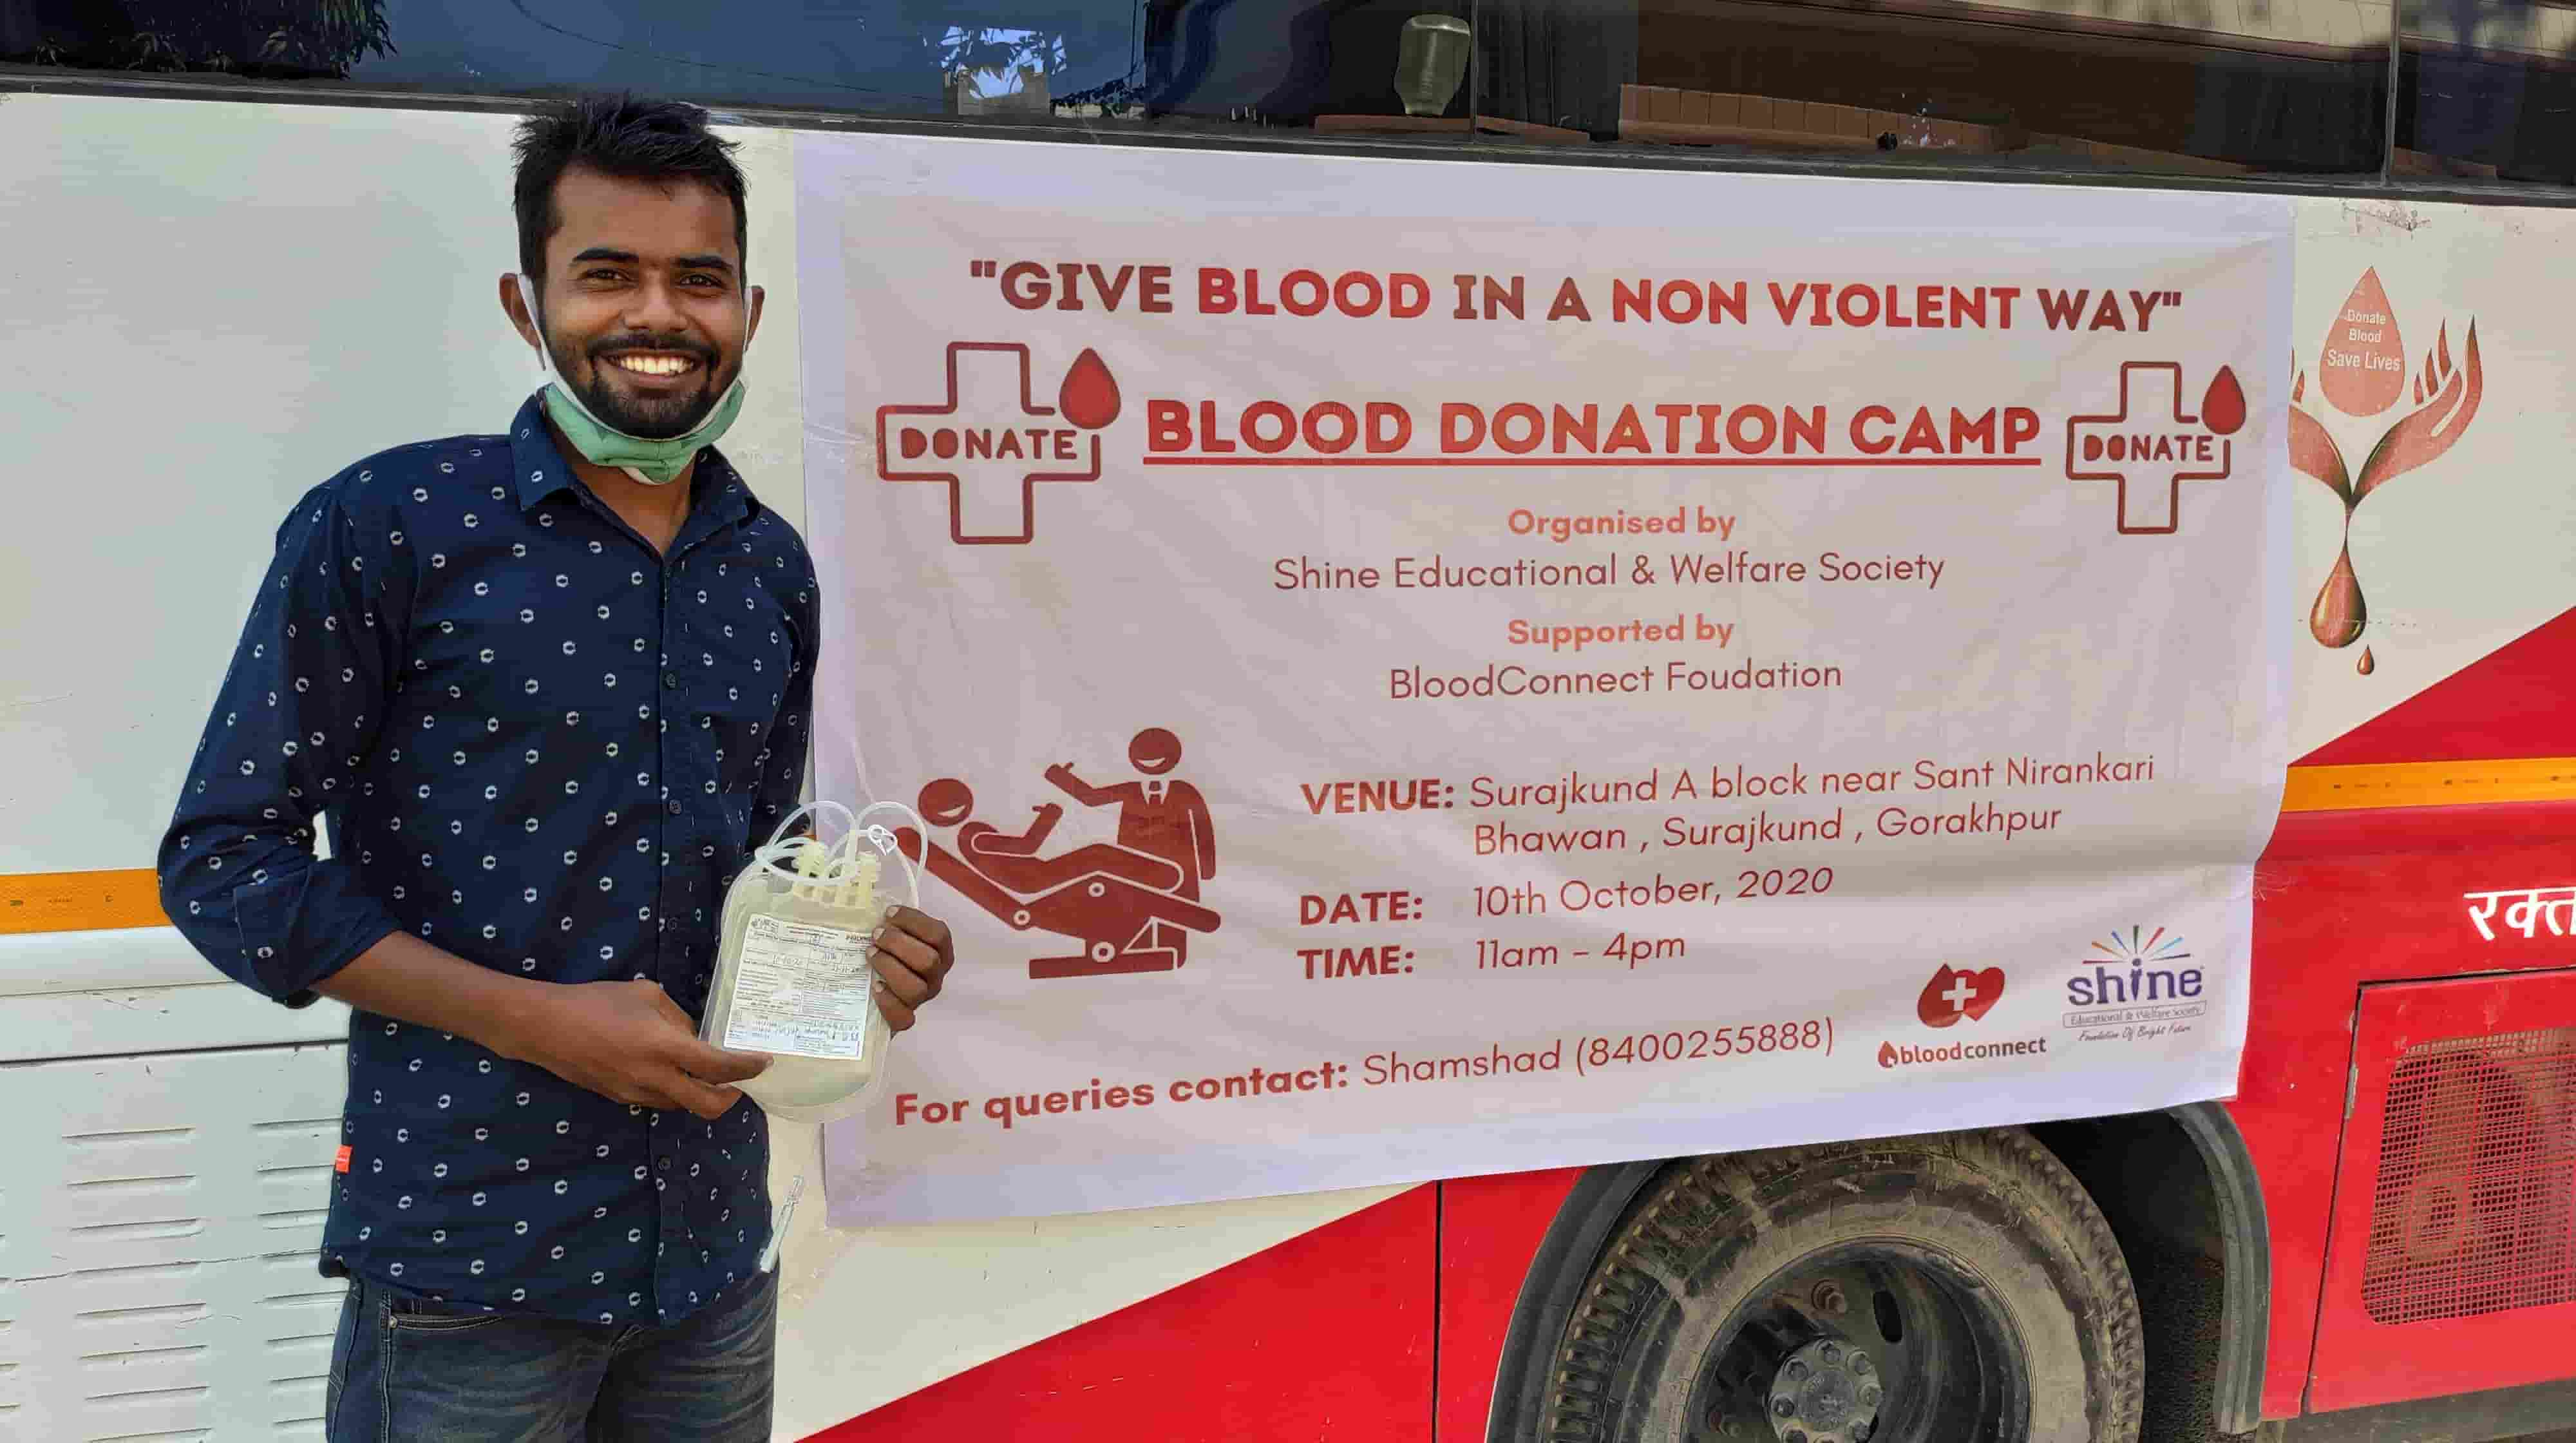 "GIVE BLOOD IN A NON VIOLENT WAY"
DONATE
BLOOD DONATION CAMP
DONATE
Organised by
Shine Educational & Welfare Society
Supported by
BloodConnect Foudation
VENUE: Surajkund A block near Sant Nirankari
Bhawan , Surajkund , Gorakhpur
DATE: 10th October, 2020
TIME: 11am - 4pm
For queries contact: Shamshad (8400255888)
bloodconnect
shine
Educational & Welfare Society
Foundation Of Bright Future
Donate
Blood
Save Lives
रक्त